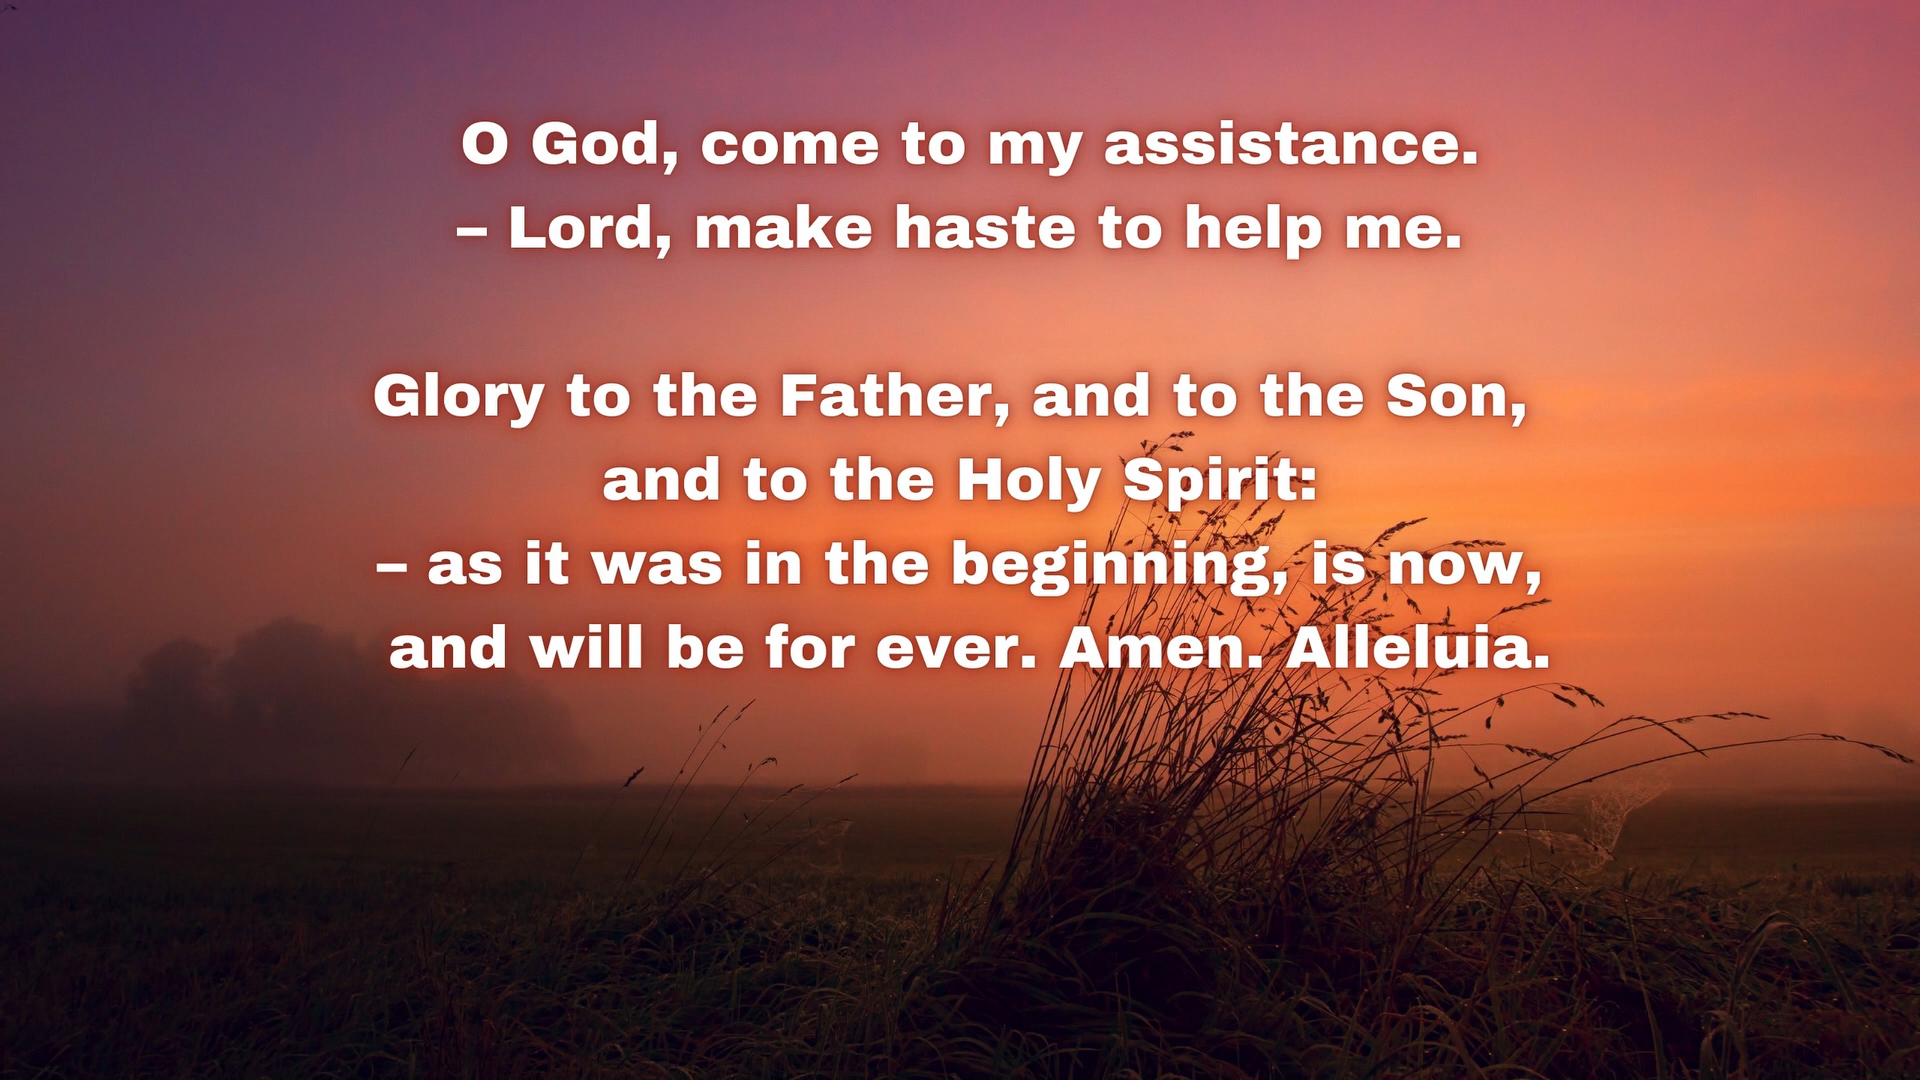 O God, come to my assistance.
– Lord, make haste to help me.
Glory to the Father, and to the Son,
and to the Holy Spirit:
– as it was in the beginning, is now,
and will be for ever. Amen. Alleluia.